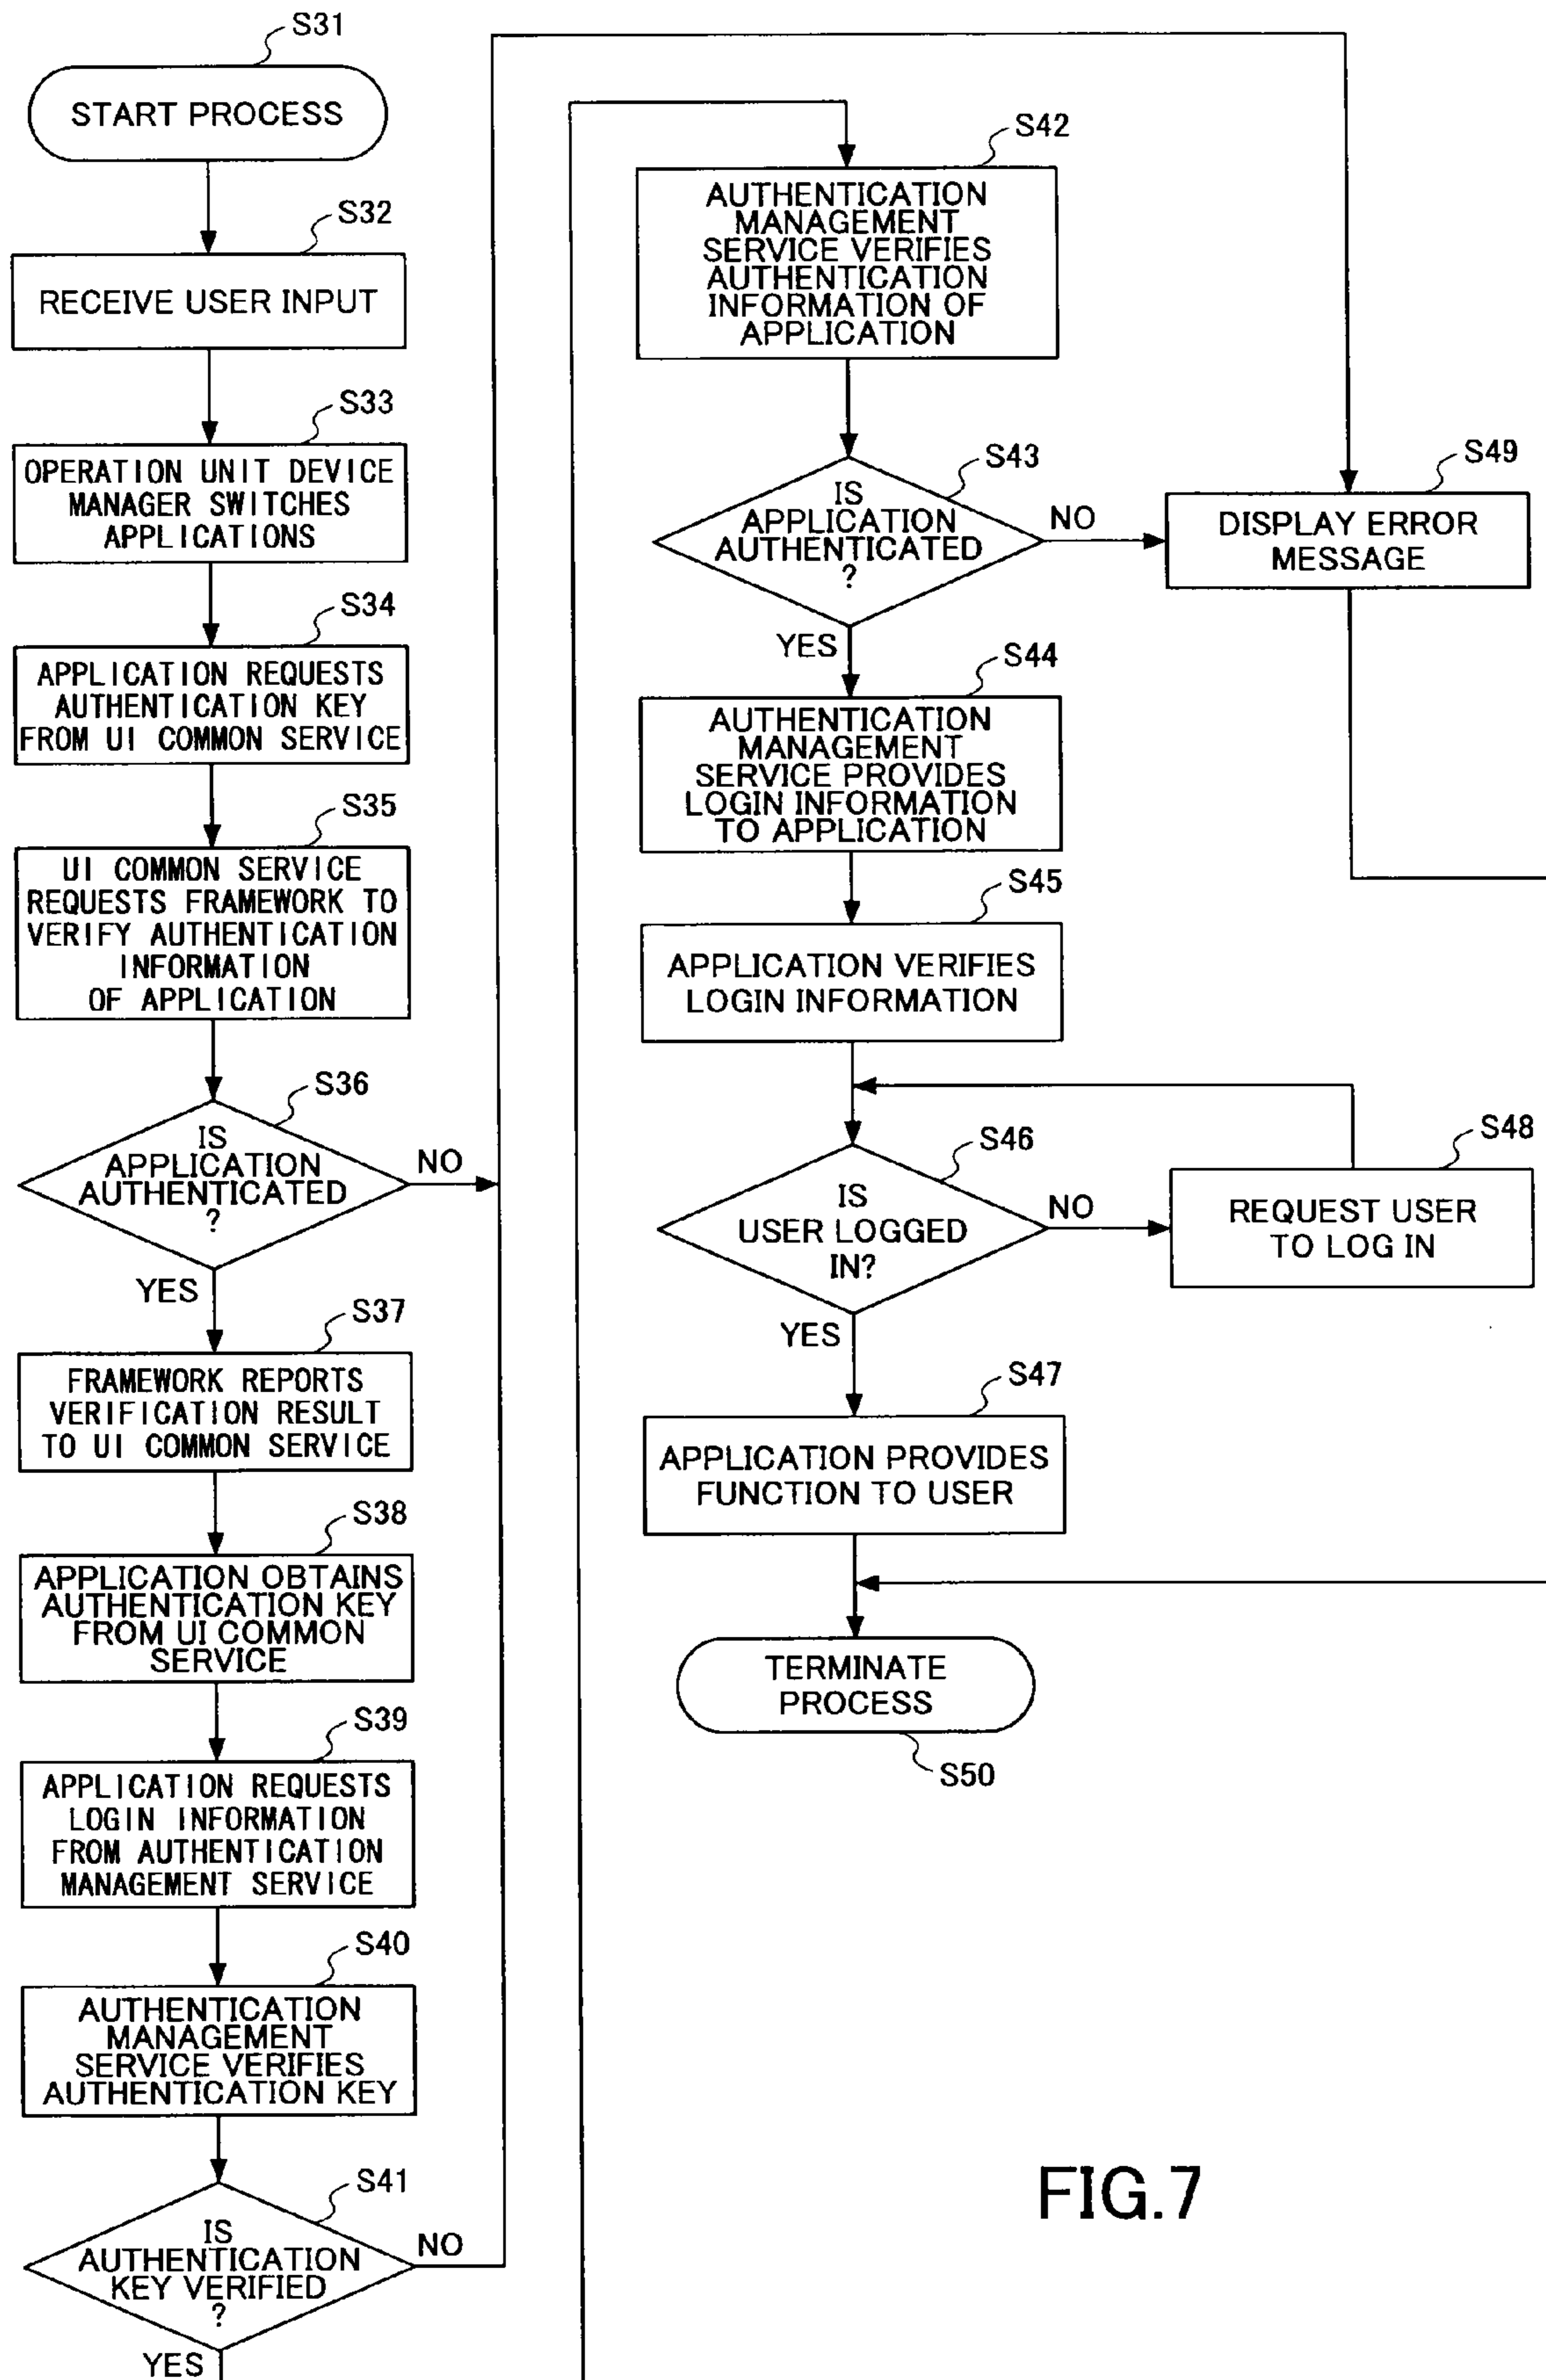 S31
START PROCESS
S32
RECEIVE USER INPUT
S33
OPERATION UNIT DEVICE
MANAGER SWITCHES
APPLICATIONS
S34
APPLICATION REQUESTS
AUTHENTICATION KEY
FROM UI COMMON SERVICE
S35
UI COMMON SERVICE
REQUESTS FRAMEWORK TO
VERIFY AUTHENTICATION
INFORMATION
OF APPLICATION
S36
IS
APPLICATION
AUTHENTICATED
?
NO
YES
S37
FRAMEWORK REPORTS
VERIFICATION RESULT
TO UI COMMON SERVICE
S38
APPLICATION OBTAINS
AUTHENTICATION KEY
FROM UI COMMON
SERVICE
S39
APPLICATION REQUESTS
LOGIN INFORMATION
FROM AUTHENTICATION
MANAGEMENT SERVICE
S40
AUTHENTICATION
MANAGEMENT
SERVICE VERIFIES
AUTHENTICATION KEY
S41
IS
AUTHENTICATION
KEY VERIFIED
?
NO
YES
S42
AUTHENTICATION
MANAGEMENT
SERVICE VERIFIES
AUTHENTICATION
INFORMATION OF
APPLICATION
S43
IS
APPLICATION
AUTHENTICATED
?
NO
YES
S49
DISPLAY ERROR
MESSAGE
S44
AUTHENTICATION
MANAGEMENT
SERVICE PROVIDES
LOGIN INFORMATION
TO APPLICATION
S45
APPLICATION VERIFIES
LOGIN INFORMATION
S46
IS
USER LOGGED
IN?
NO
YES
S48
REQUEST USER
TO LOG IN
S47
APPLICATION PROVIDES
FUNCTION TO USER
TERMINATE
PROCESS
S50
FIG.7